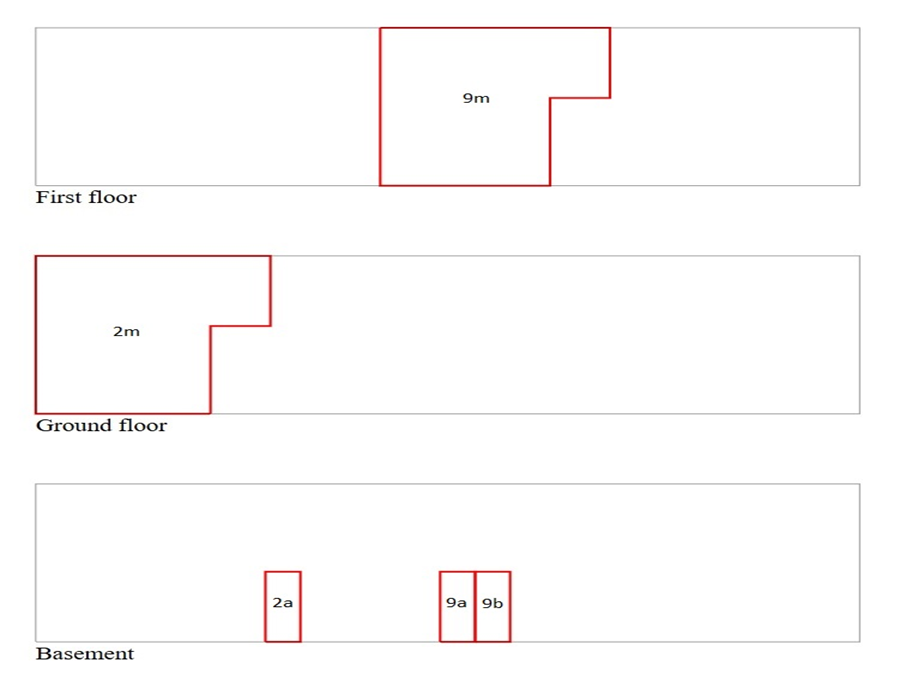 9m
First floor
2m
Ground floor
2a
9a
9b
Basement